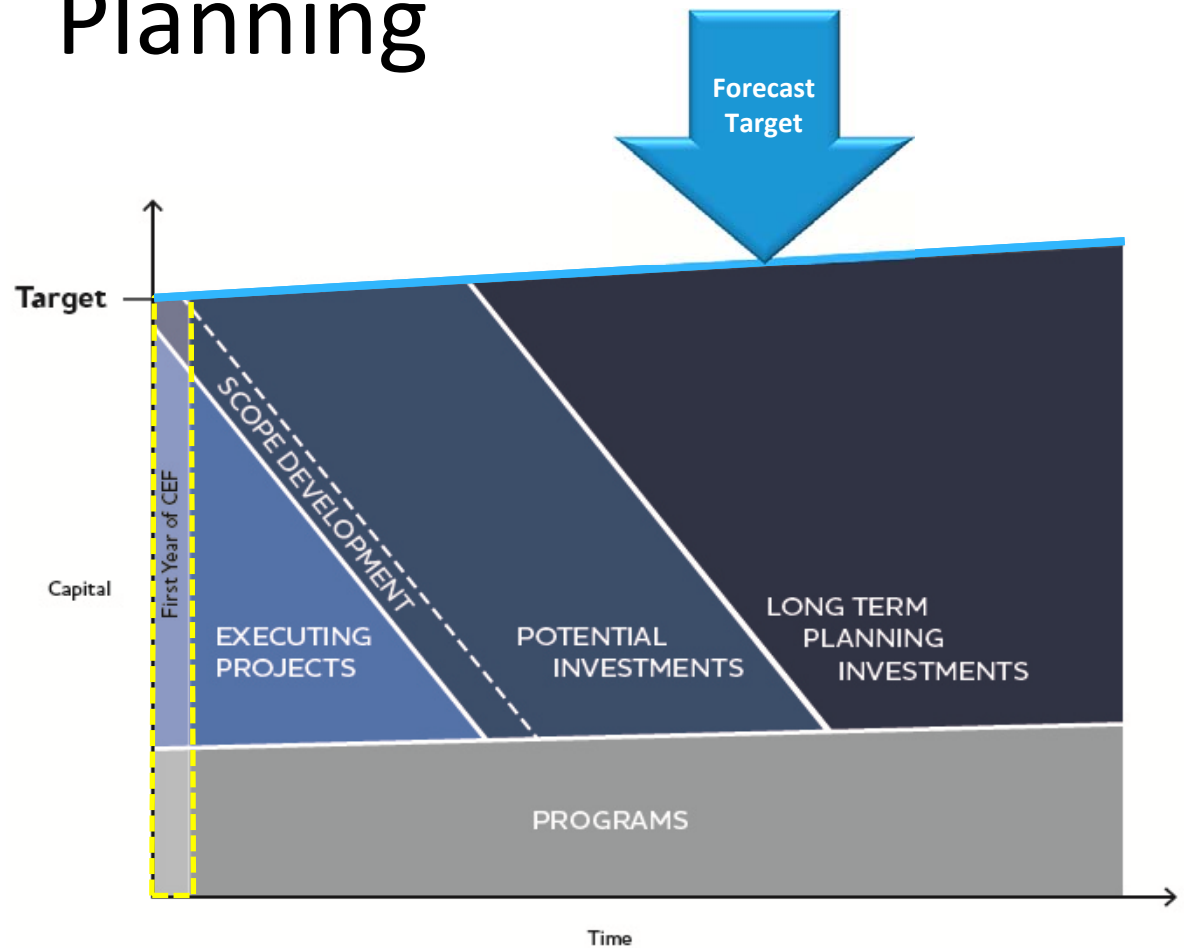 Planning
Forecast
Target
Target
First Year of CEF
SCOPE DEVELOPMENT
Capital
EXECUTING
PROJECTS
POTENTIAL
INVESTMENTS
LONG TERM
PLANNING
INVESTMENTS
PROGRAMS
Time